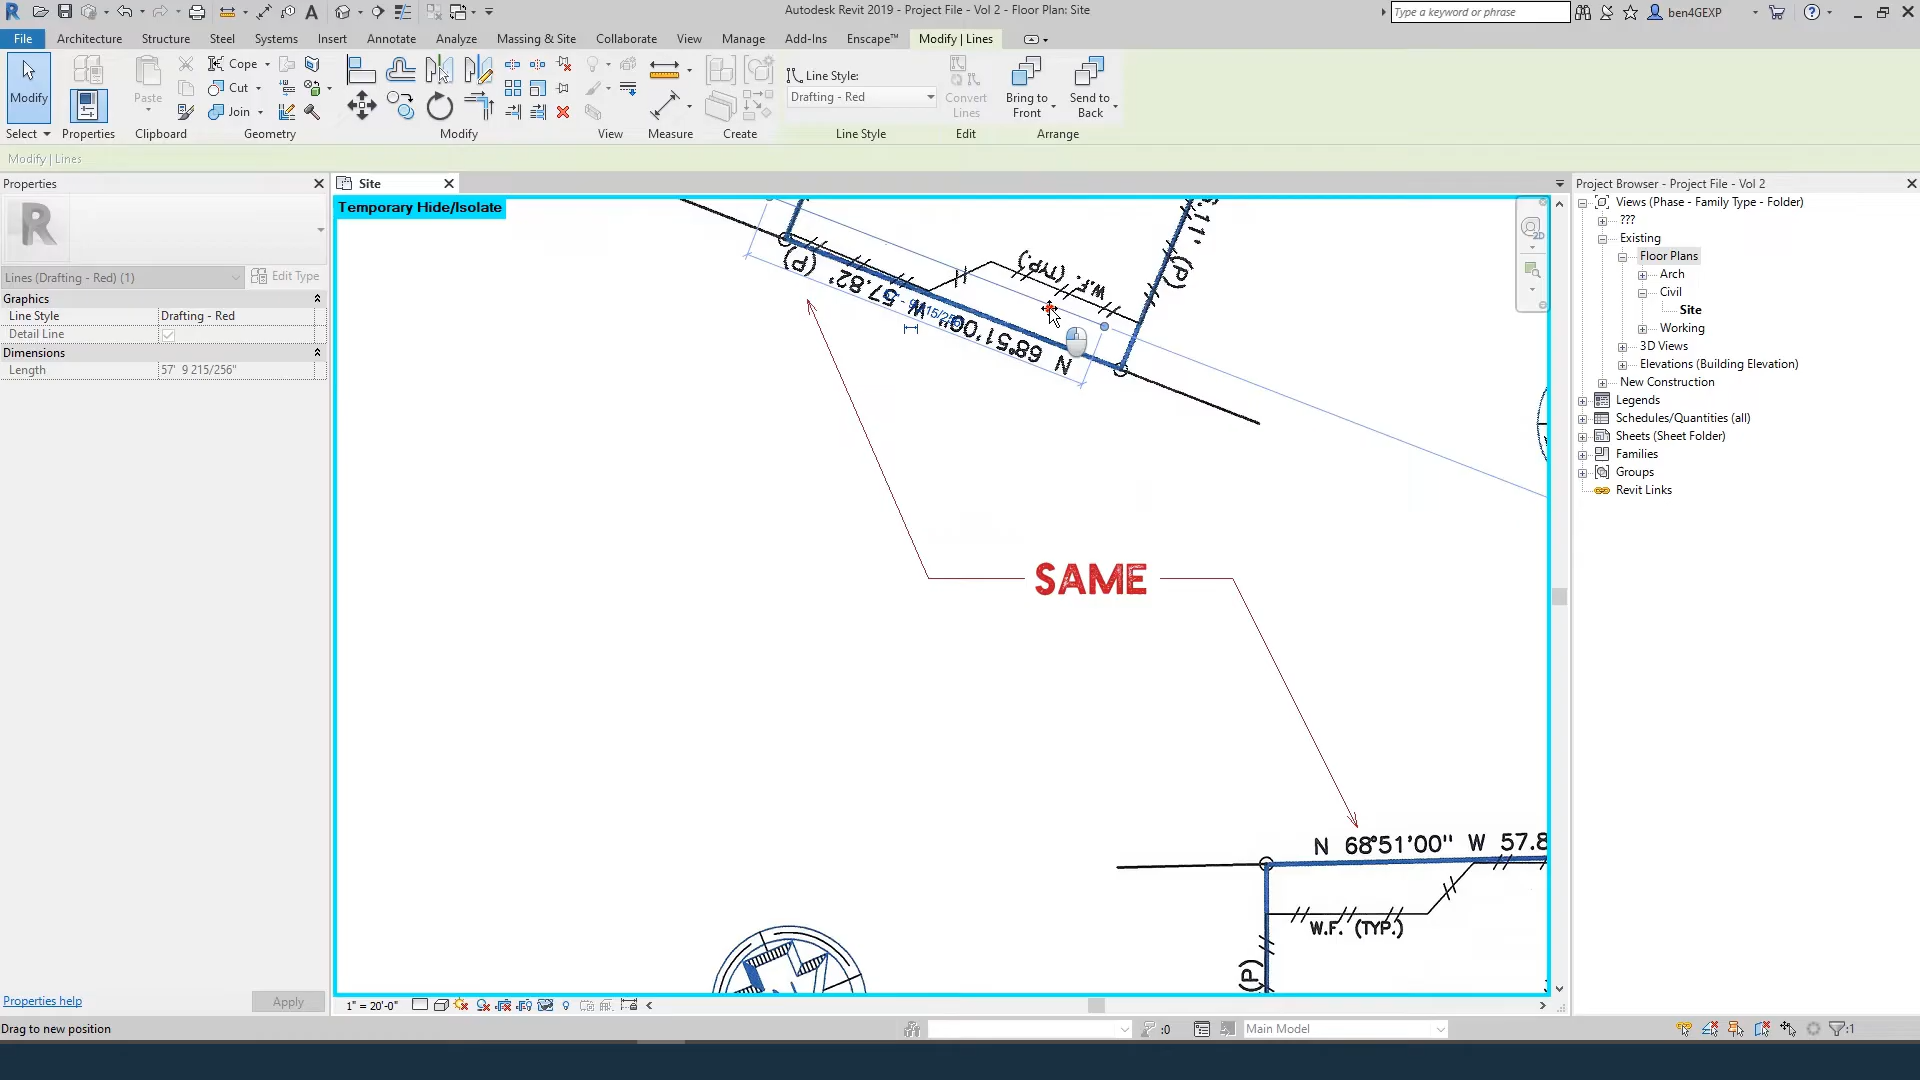 Autodesk Revit 2019 - Project File - Vol 2 - Floor Plan: Site
Type a keyword or phrase
ben4GEXP
File Architecture Structure Steel Systems Insert Annotate Analyze Massing & Site Collaborate View Manage Add-Ins Enscape™ Modify | Lines
Modify
Paste
Cope
Cut
Join
Line Style:
Drafting - Red
Convert Lines
Bring to Front
Send to Back
Select Properties Clipboard Geometry Modify View Measure Create Line Style Edit Arrange
Modify | Lines
Properties
Lines (Drafting - Red) (1)
Edit Type
Graphics
Line Style Drafting - Red
Detail Line
Dimensions
Length 57' 9 215/256"
Properties help
Apply
Site
Temporary Hide/Isolate
N 68°51'00" W 57.82' (P)
W.F. (TYP.)
(P)
SAME
N 68°51'00" W 57.8
W.F. (TYP.)
(P)
1" = 20'-0"
Project Browser - Project File - Vol 2
Views (Phase - Family Type - Folder)
???
Existing
Floor Plans
Arch
Civil
Site
Working
3D Views
Elevations (Building Elevation)
New Construction
Legends
Schedules/Quantities (all)
Sheets (Sheet Folder)
Families
Groups
Revit Links
Drag to new position
:0
Main Model
:1